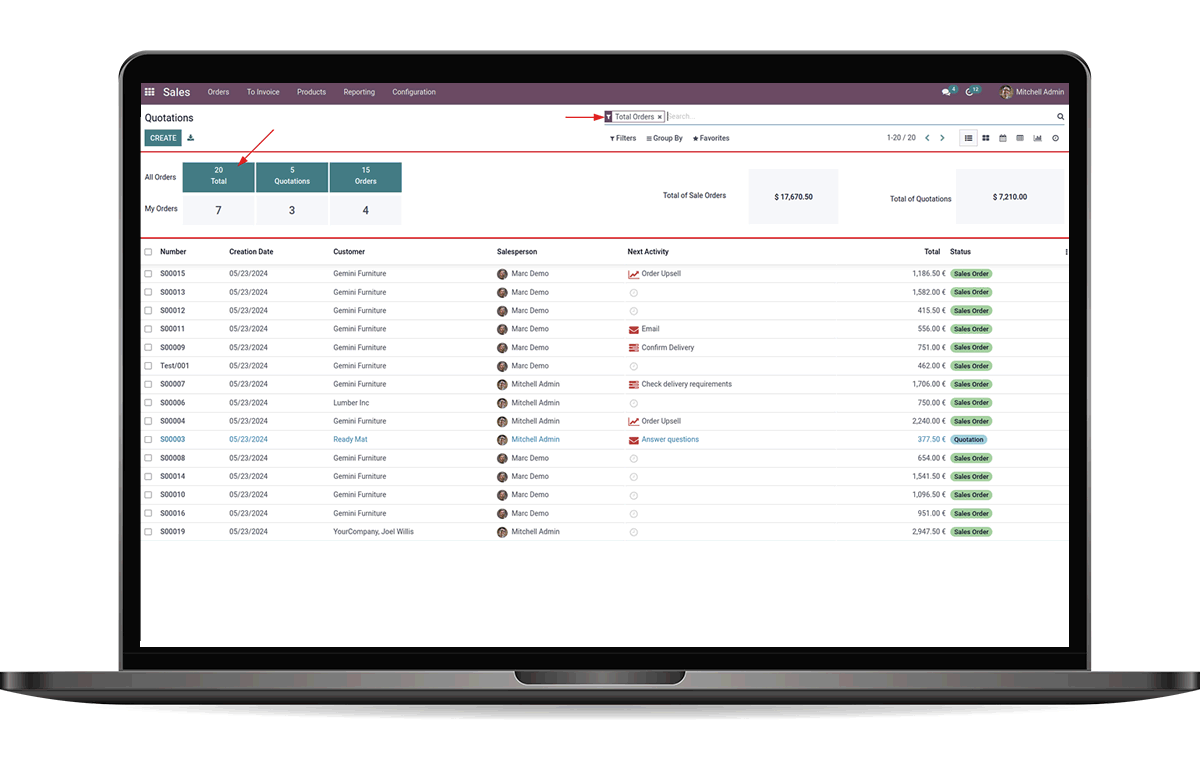 Sales Orders To Invoice Products Reporting Configuration 4 12 Mitchell Admin
Quotations Total Orders × Search...
CREATE Filters Group By Favorites 1-20 / 20
All Orders 20 Total 5 Quotations 15 Orders
My Orders 7 3 4
Total of Sale Orders $ 17,670.50 Total of Quotations $ 7,210.00
Number Creation Date Customer Salesperson Next Activity Total Status
S00015 05/23/2024 Gemini Furniture Marc Demo Order Upsell 1,186.50 € Sales Order
S00013 05/23/2024 Gemini Furniture Marc Demo 1,582.00 € Sales Order
S00012 05/23/2024 Gemini Furniture Marc Demo 415.50 € Sales Order
S00011 05/23/2024 Gemini Furniture Marc Demo Email 556.00 € Sales Order
S00009 05/23/2024 Gemini Furniture Marc Demo Confirm Delivery 751.00 € Sales Order
Test/001 05/23/2024 Gemini Furniture Marc Demo 462.00 € Sales Order
S00007 05/23/2024 Gemini Furniture Mitchell Admin Check delivery requirements 1,706.00 € Sales Order
S00006 05/23/2024 Lumber Inc Mitchell Admin 750.00 € Sales Order
S00004 05/23/2024 Gemini Furniture Mitchell Admin Order Upsell 2,240.00 € Sales Order
S00003 05/23/2024 Ready Mat Mitchell Admin Answer questions 377.50 € Quotation
S00008 05/23/2024 Gemini Furniture Marc Demo 654.00 € Sales Order
S00014 05/23/2024 Gemini Furniture Marc Demo 1,541.50 € Sales Order
S00010 05/23/2024 Gemini Furniture Marc Demo 1,096.50 € Sales Order
S00016 05/23/2024 Gemini Furniture Marc Demo 951.00 € Sales Order
S00019 05/23/2024 YourCompany, Joel Willis Mitchell Admin 2,947.50 € Sales Order